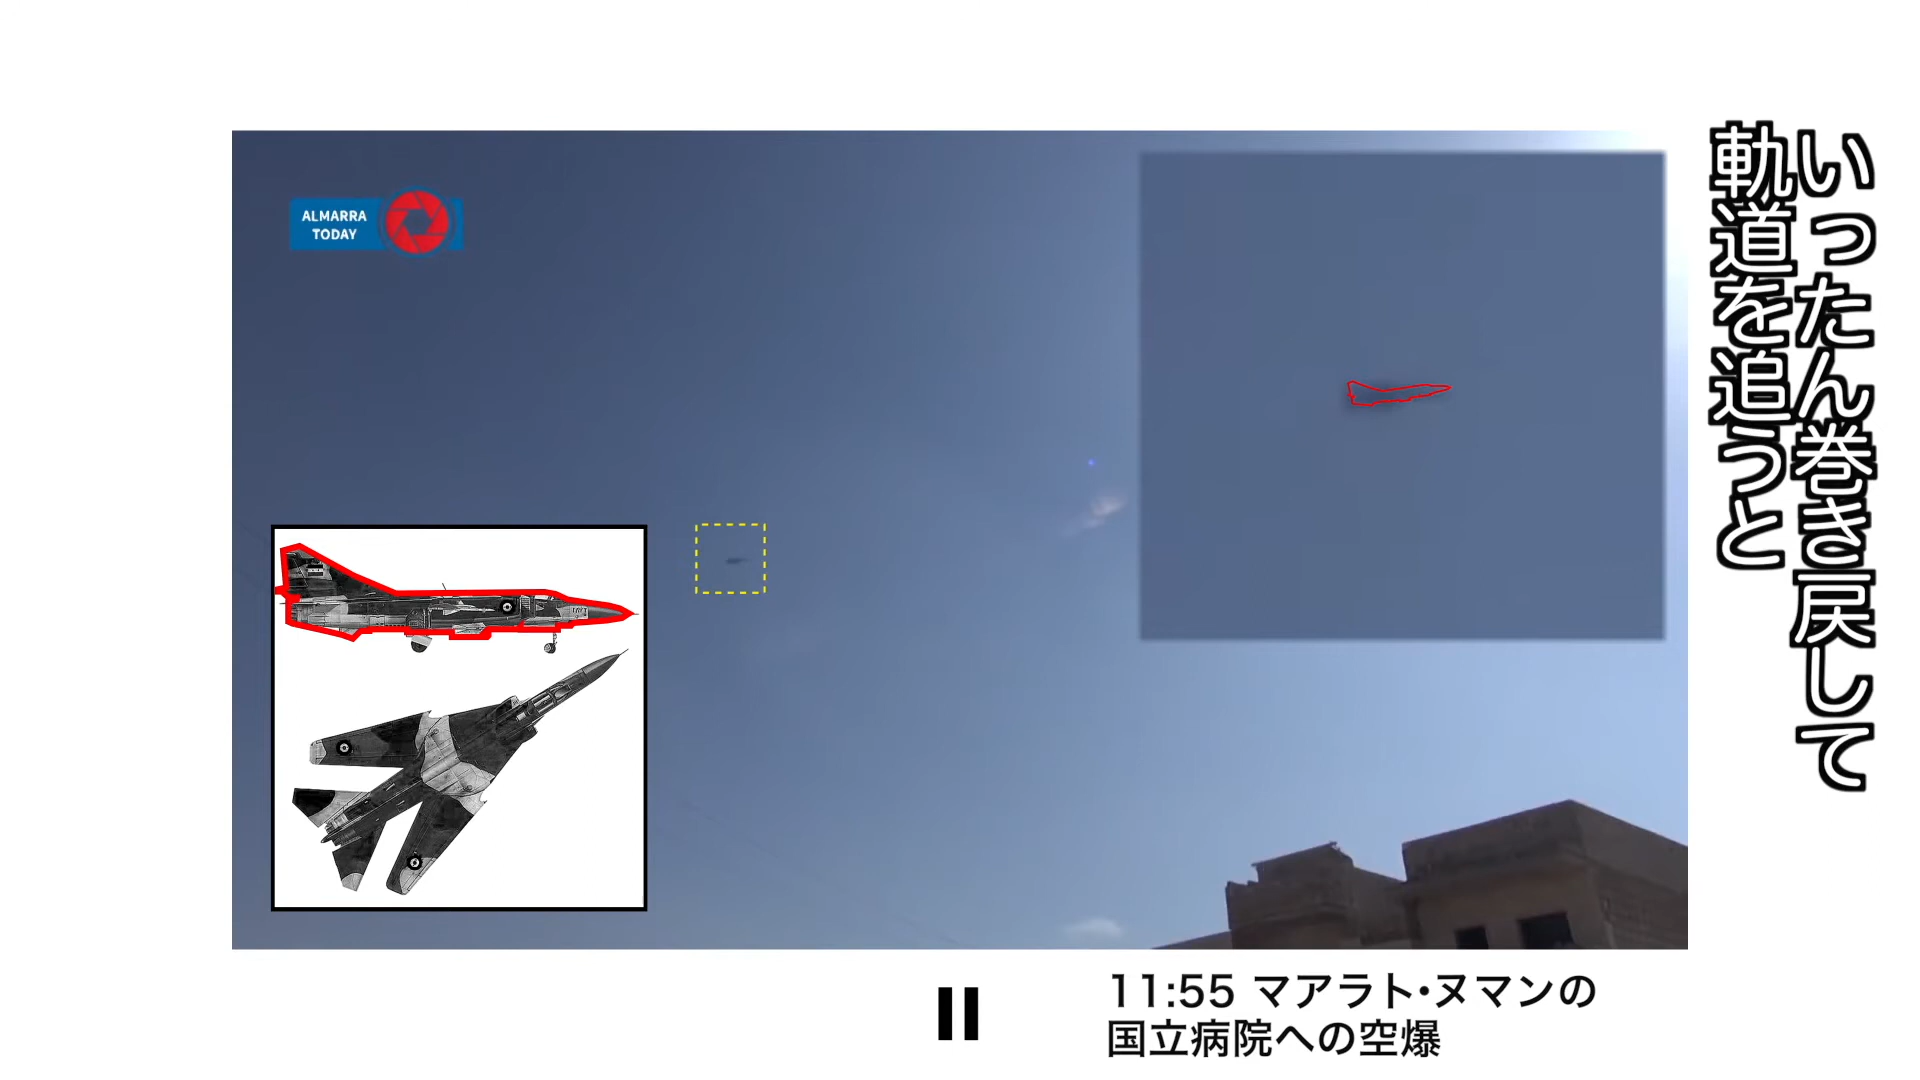 ALMARRA
TODAY
いったん巻き戻して
軌道を追うと
11:55 マアラト・ヌマンの
国立病院への空爆